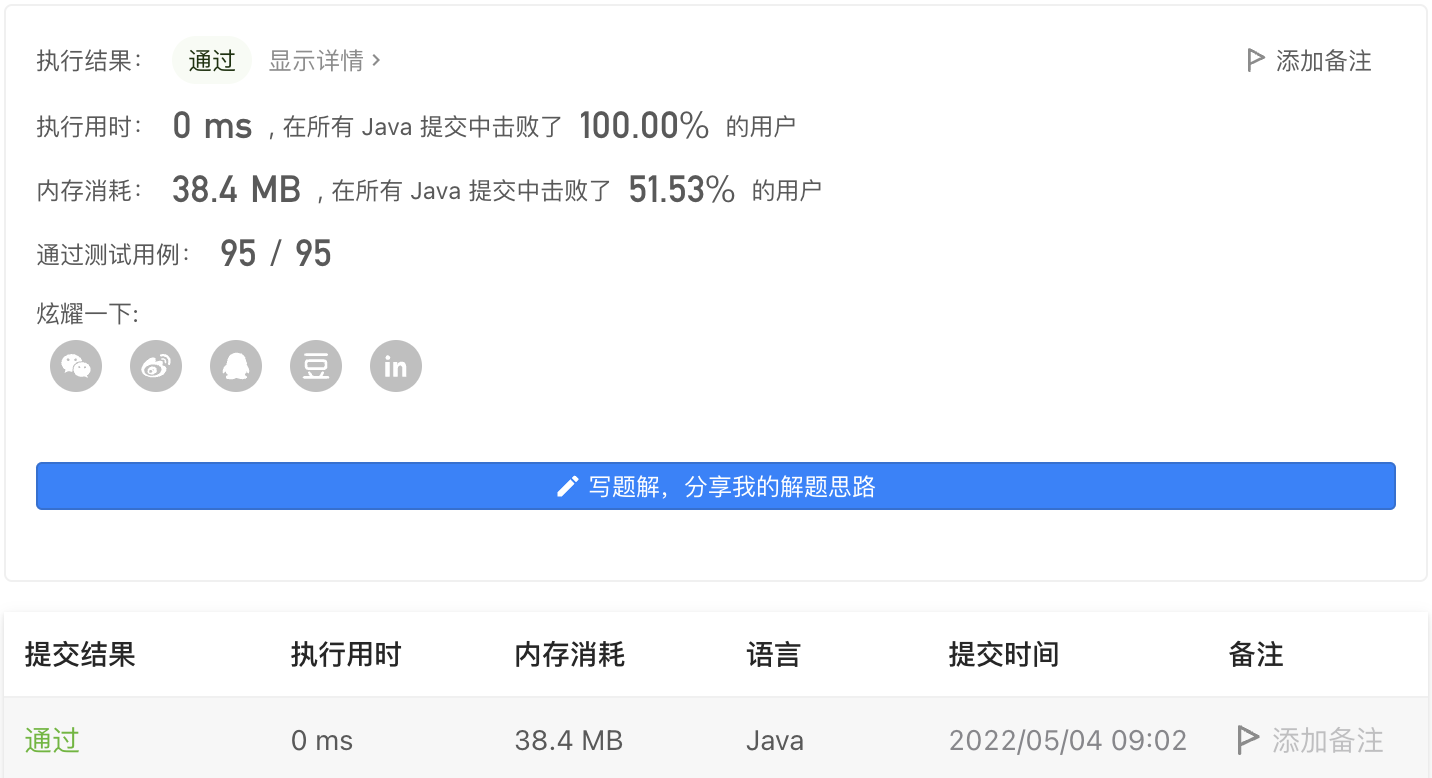 执行结果： 通过 显示详情 › 添加备注
执行用时： 0 ms , 在所有 Java 提交中击败了 100.00% 的用户
内存消耗： 38.4 MB , 在所有 Java 提交中击败了 51.53% 的用户
通过测试用例： 95 / 95
炫耀一下:
豆 in
写题解，分享我的解题思路
提交结果 执行用时 内存消耗 语言 提交时间 备注
通过 0 ms 38.4 MB Java 2022/05/04 09:02 添加备注